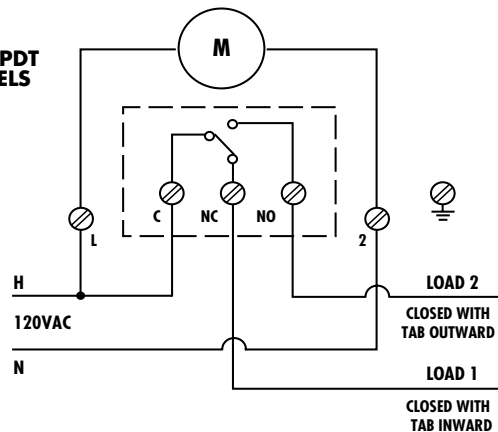 PDT
ELS
M
C
NC
NO
L
2
H
120VAC
N
LOAD 2
CLOSED WITH
TAB OUTWARD
LOAD 1
CLOSED WITH
TAB INWARD